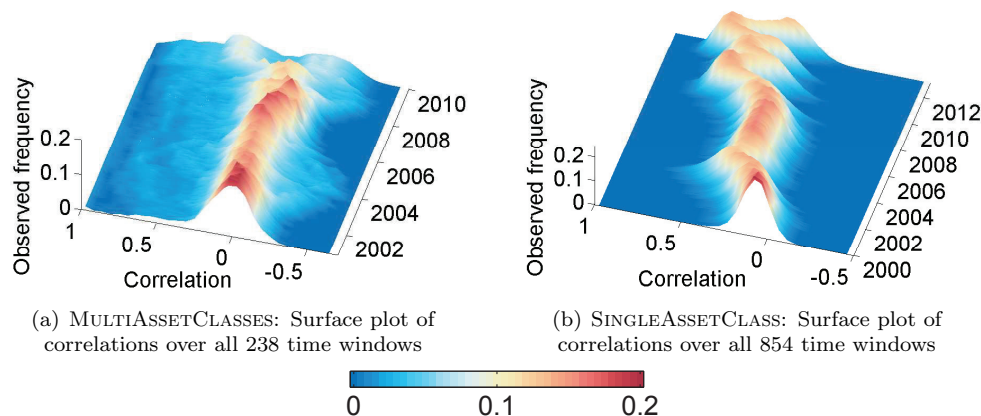 Observed frequency
0.2
0.1
0
1
0.5
0
-0.5
Correlation
2002
2004
2006
2008
2010
Observed frequency
0.2
0.1
0
1
0.5
0
-0.5
Correlation
2000
2002
2004
2006
2008
2010
2012
(a) MULTIASSETCLASSES: Surface plot of
correlations over all 238 time windows
(b) SINGLEASSETCLASS: Surface plot of
correlations over all 854 time windows
0 0.1 0.2